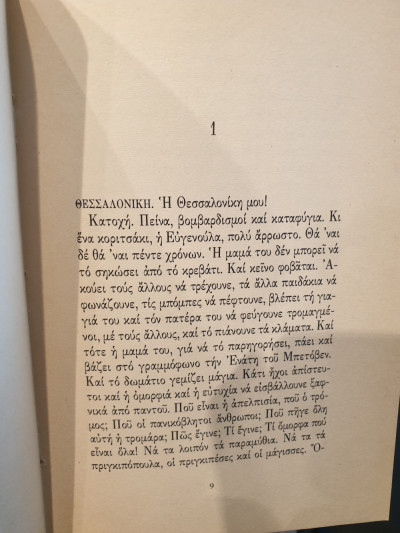 1
ΘΕΣΣΑΛΟΝΙΚΗ. Ἡ Θεσσαλονίκη μου!
Κατοχή. Πείνα, βομβαρδισμοί καί καταφύγια. Κι
ἕνα κοριτσάκι, ἡ Εὐγενούλα, πολύ ἄρρωστο. Θά 'ναι
δέ θά 'ναι πέντε χρόνων. Ἡ μαμά του δέν μπορεῖ νά
τό σηκώσει ἀπό τό κρεβάτι. Καί κεῖνο φοβᾶται. Ἀ-
κούει τούς ἄλλους νά τρέχουνε, τά ἄλλα παιδάκια νά
φωνάζουνε, τίς μπόμπες νά πέφτουνε, βλέπει τή για-
γιά του καί τόν πατέρα του νά φεύγουνε τρομαγμέ-
νοι, μέ τούς ἄλλους, καί τό πιάνουνε τά κλάματα. Καί
τότε ἡ μαμά του, γιά νά τό παρηγορήσει, πάει καί
βάζει στό γραμμόφωνο τήν Ἐνάτη τοῦ Μπετόβεν.
Καί τό δωμάτιο γεμίζει μάγια. Κάτι ἦχοι ἀπίστευ-
τοι καί ἡ ὀμορφιά καί ἡ εὐτυχία νά εἰσβάλλουνε ξαφ-
νικά ἀπό παντοῦ. Ποῦ εἶναι ἡ ἀπελπισία, ποῦ ὁ τρό-
μος; Ποῦ οἱ πανικόβλητοι ἄνθρωποι; Ποῦ πῆγε ὅλη
αὐτή ἡ τρομάρα; Πῶς ἔγινε; Τί ἔγινε; Τί ὄμορφα πού
εἶναι ὅλα! Νά τα λοιπόν τά παραμύθια. Νά τα τά
πριγκιπόπουλα, οἱ πριγκιπέσες καί οἱ μάγισσες. Ὁ-
9